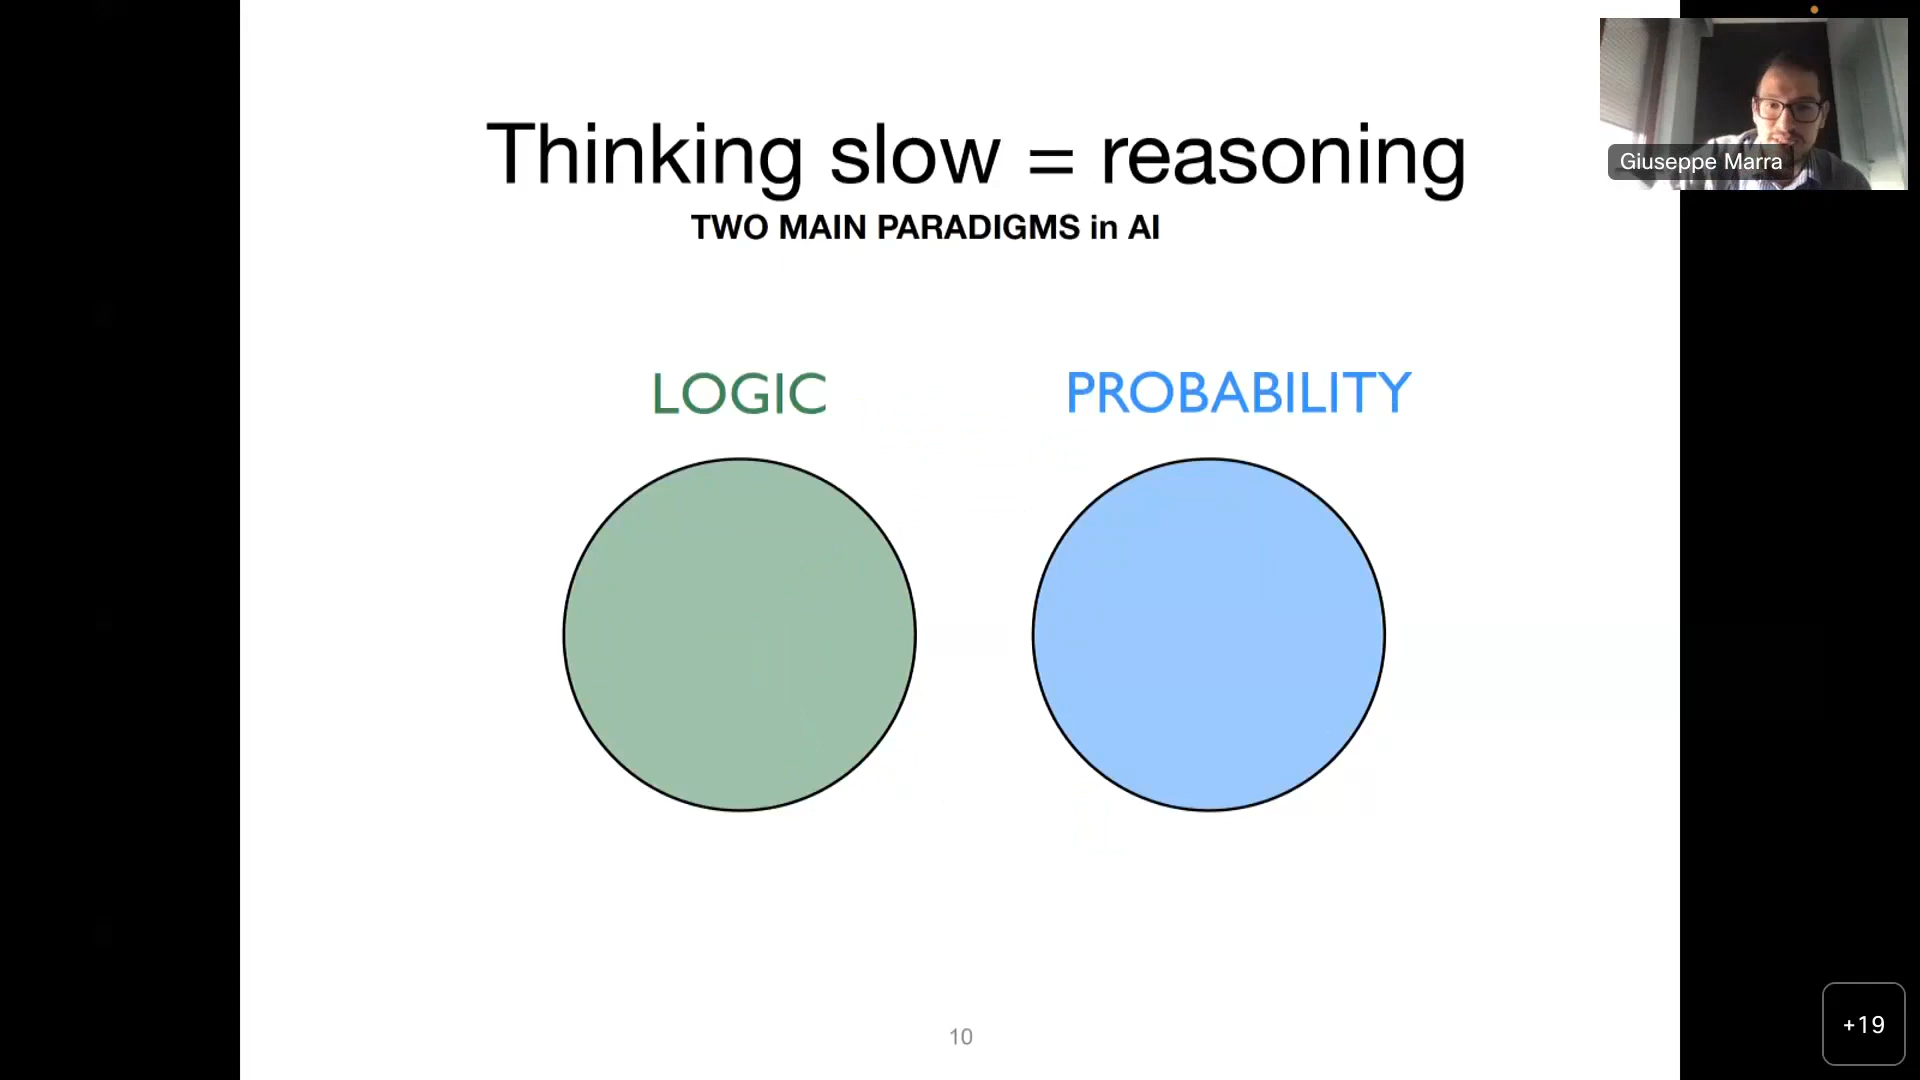 Thinking slow = reasoning
TWO MAIN PARADIGMS in AI
LOGIC
PROBABILITY
10
Giuseppe Marra
+19